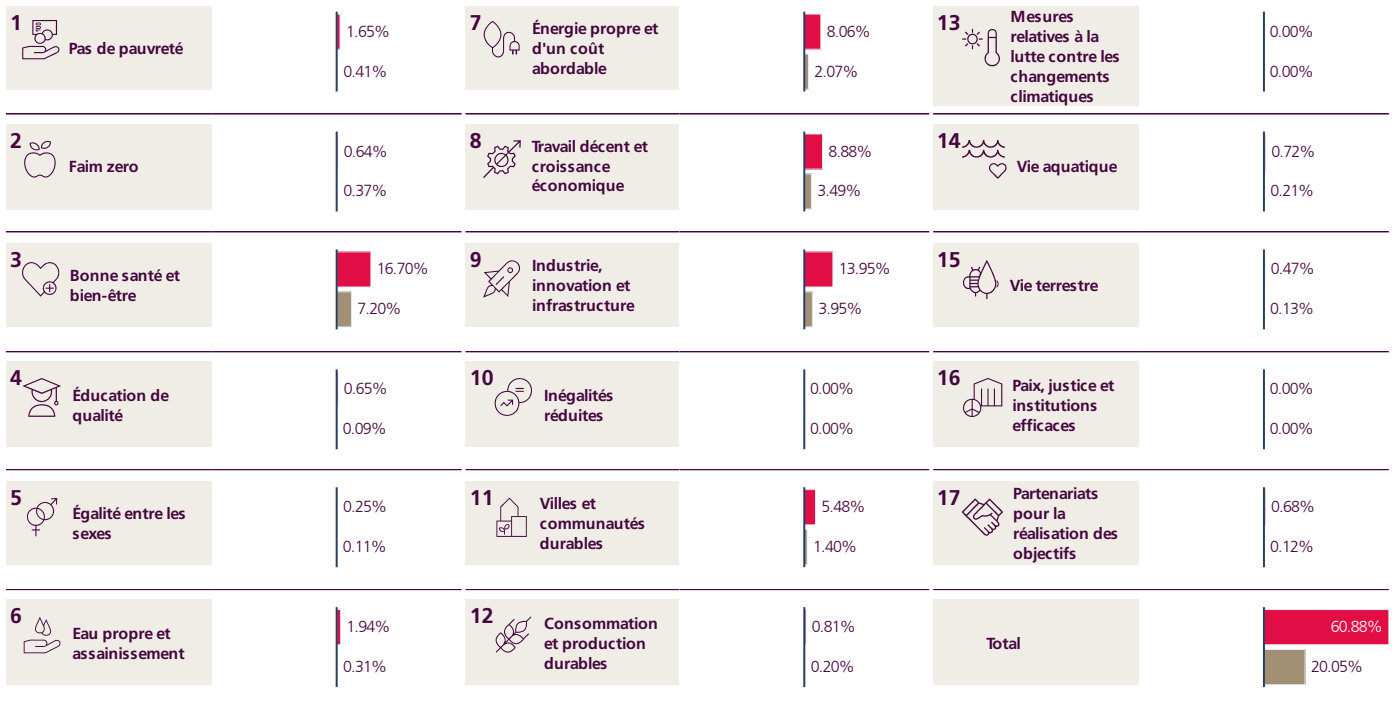 1
Pas de pauvreté
1.65%
0.41%
2
Faim zero
0.64%
0.37%
3
Bonne santé et
bien-être
16.70%
7.20%
4
Éducation de
qualité
0.65%
0.09%
5
Égalité entre les
sexes
0.25%
0.11%
6
Eau propre et
assainissement
1.94%
0.31%
7
Énergie propre et
d'un coût
abordable
8.06%
2.07%
8
Travail décent et
croissance
économique
8.88%
3.49%
9
Industrie,
innovation et
infrastructure
13.95%
3.95%
10
Inégalités
réduites
0.00%
0.00%
11
Villes et
communautés
durables
5.48%
1.40%
12
Consommation
et production
durables
0.81%
0.20%
13
Mesures
relatives à la
lutte contre les
changements
climatiques
0.00%
0.00%
14
Vie aquatique
0.72%
0.21%
15
Vie terrestre
0.47%
0.13%
16
Paix, justice et
institutions
efficaces
0.00%
0.00%
17
Partenariats
pour la
réalisation des
objectifs
0.68%
0.12%
Total
60.88%
20.05%